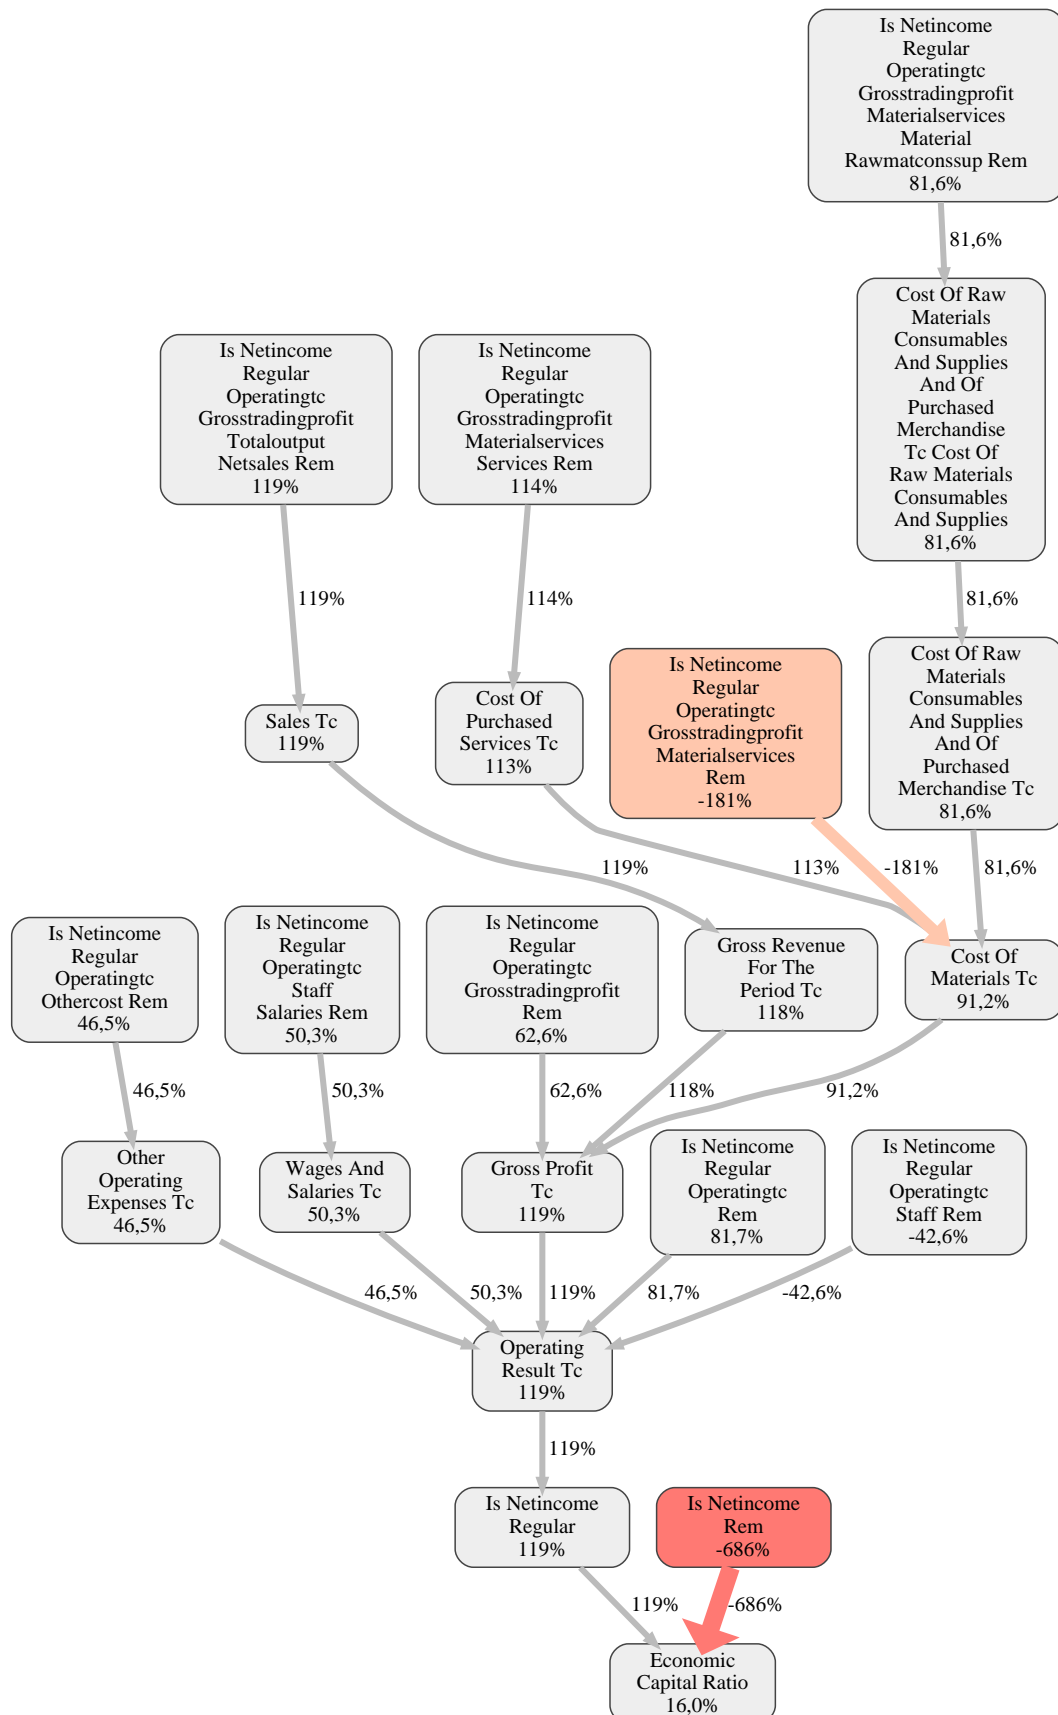 Is Netincome
Regular
Operatingtc
Grosstradingprofit
Materialservices
Material
Rawmatconssup Rem
81,6%
81,6%
Cost Of Raw
Materials
Consumables
And Supplies
And Of
Purchased
Merchandise
Tc Cost Of
Raw Materials
Consumables
And Supplies
81,6%
Is Netincome
Regular
Operatingtc
Grosstradingprofit
Totaloutput
Netsales Rem
119%
Is Netincome
Regular
Operatingtc
Grosstradingprofit
Materialservices
Services Rem
114%
119%
114%
81,6%
Sales Tc
119%
Cost Of
Purchased
Services Tc
113%
Is Netincome
Regular
Operatingtc
Grosstradingprofit
Materialservices
Rem
-181%
Cost Of Raw
Materials
Consumables
And Supplies
And Of
Purchased
Merchandise Tc
81,6%
119%
113%
-181%
81,6%
Is Netincome
Regular
Operatingtc
Othercost Rem
46,5%
Is Netincome
Regular
Operatingtc
Staff
Salaries Rem
50,3%
Is Netincome
Regular
Operatingtc
Grosstradingprofit
Rem
62,6%
Gross Revenue
For The
Period Tc
118%
Cost Of
Materials Tc
91,2%
46,5%
50,3%
62,6%
118%
91,2%
Other
Operating
Expenses Tc
46,5%
Wages And
Salaries Tc
50,3%
Gross Profit
Tc
119%
Is Netincome
Regular
Operatingtc
Rem
81,7%
Is Netincome
Regular
Operatingtc
Staff Rem
-42,6%
46,5%
50,3%
119%
81,7%
-42,6%
Operating
Result Tc
119%
119%
Is Netincome
Regular
119%
Is Netincome
Rem
-686%
119%
-686%
Economic
Capital Ratio
16,0%